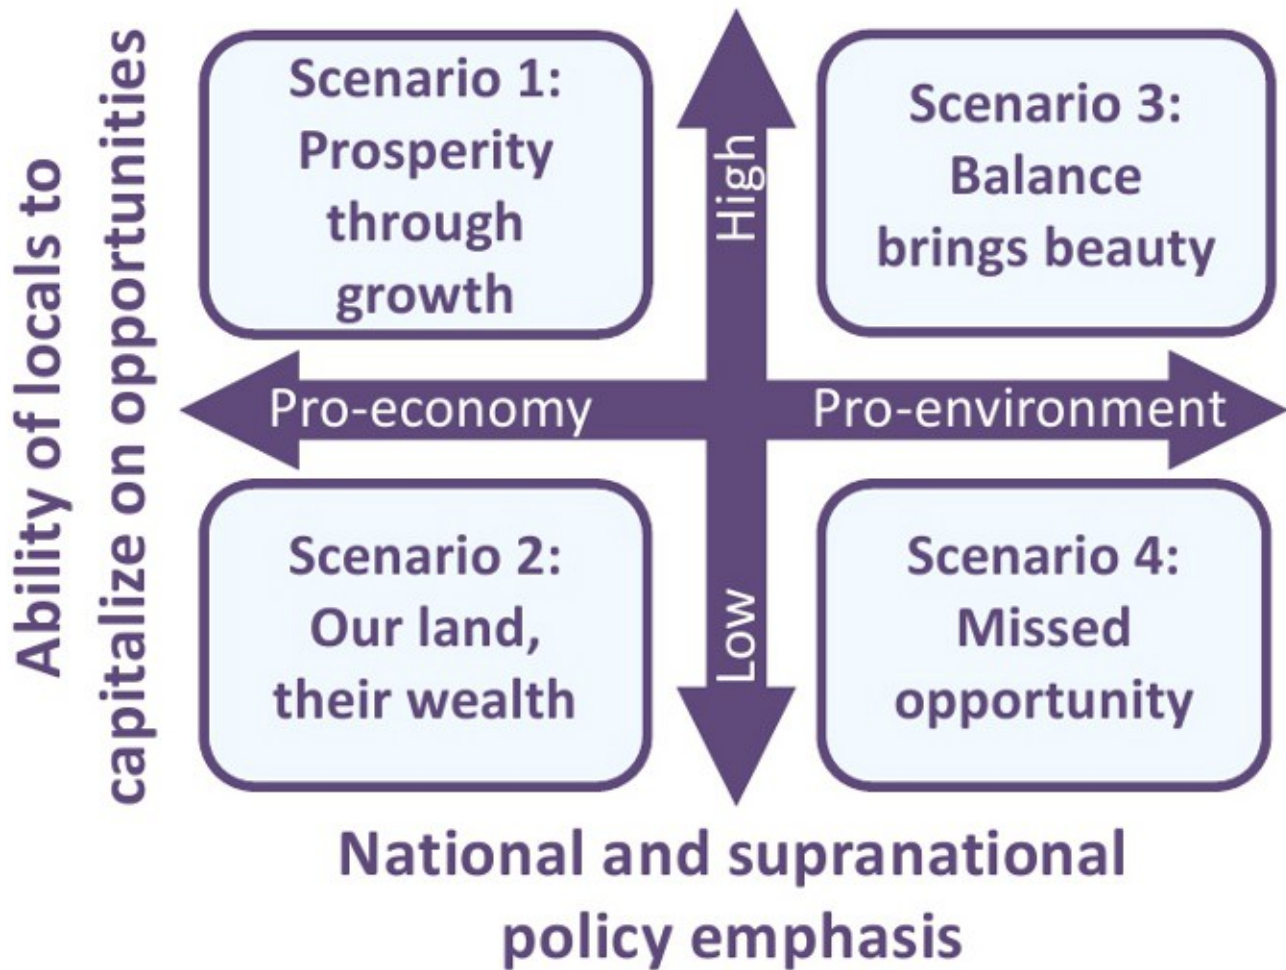 Ability of locals to
capitalize on opportunities
Scenario 1:
Prosperity
through
growth
High
Scenario 3:
Balance
brings beauty
Pro-economy
Pro-environment
Scenario 2:
Our land,
their wealth
Low
Scenario 4:
Missed
opportunity
National and supranational
policy emphasis